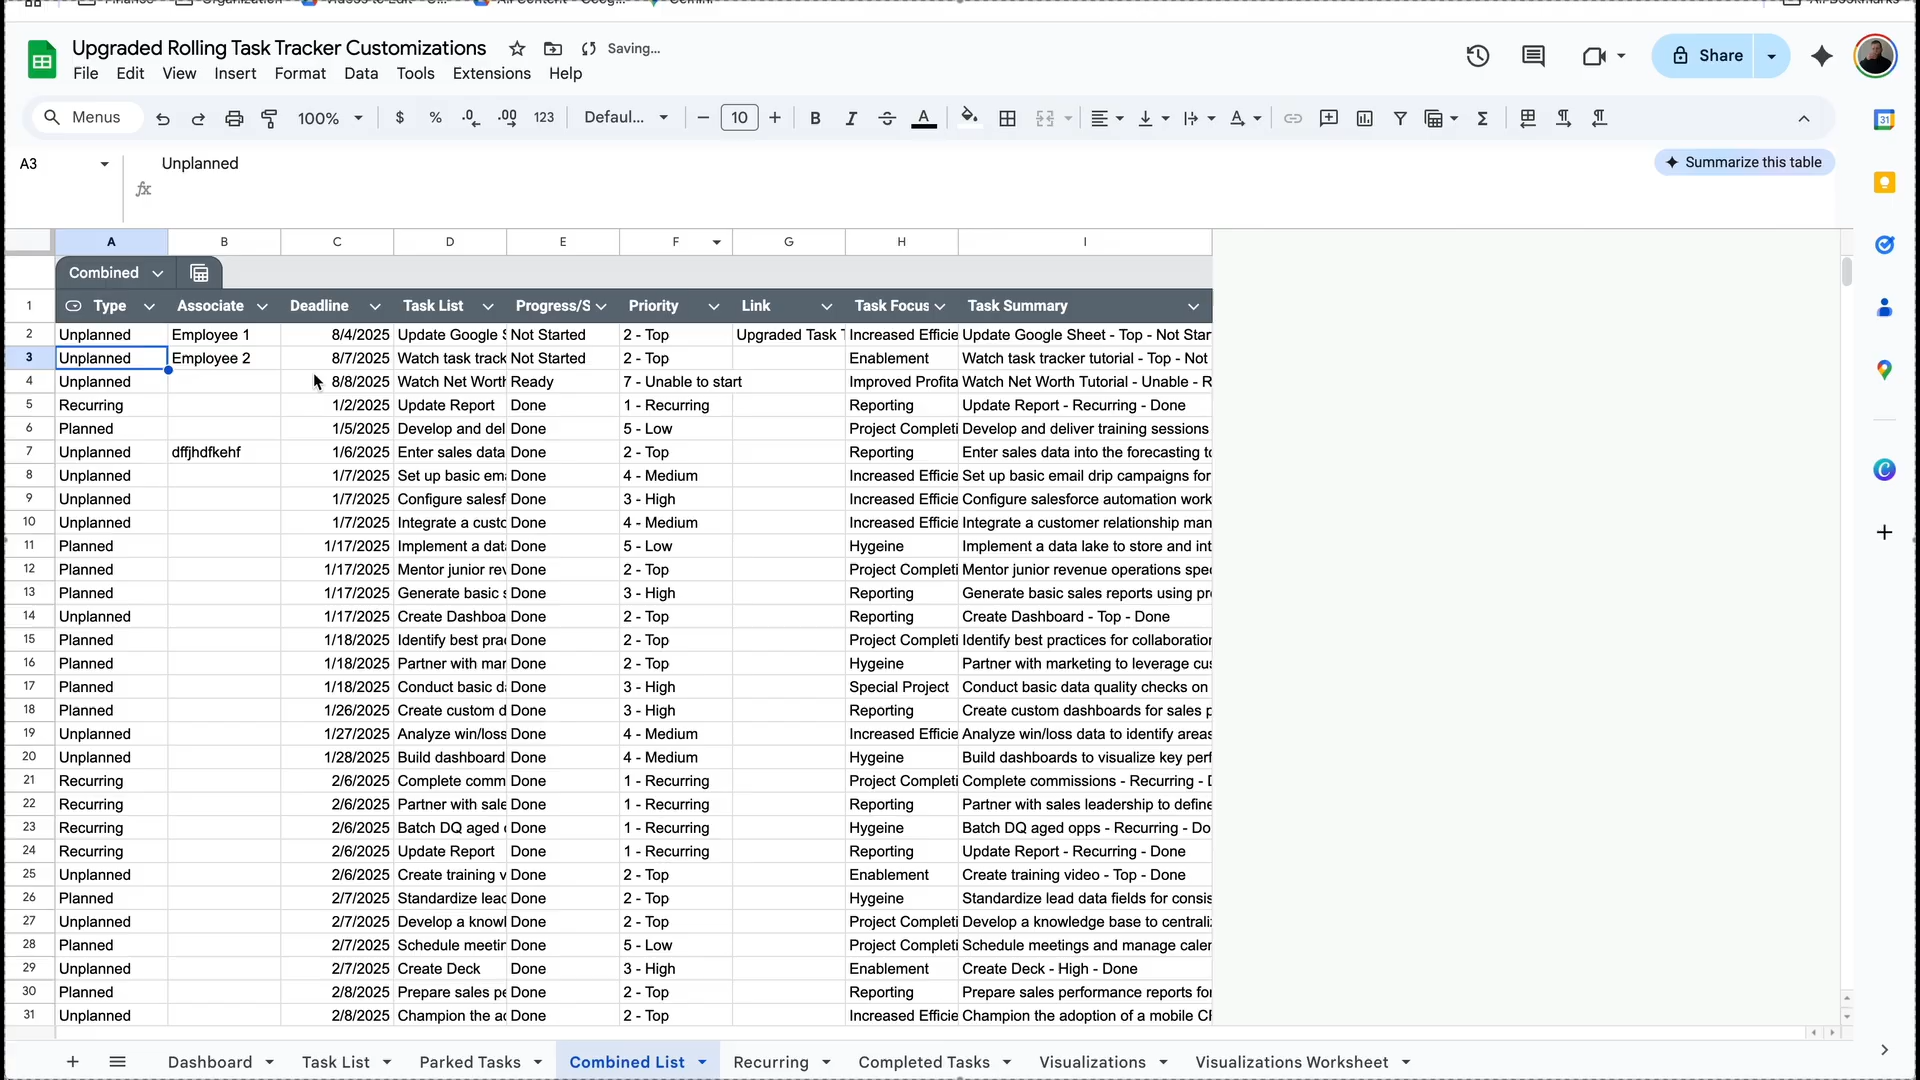 Upgraded Rolling Task Tracker Customizations Saving...
File Edit View Insert Format Data Tools Extensions Help
Share
Menus 100% $ % .0 .00 123 Defaul... − 10 + B I A
A3 Unplanned
Summarize this table
fx
A B C D E F G H I
Combined
1 Type Associate Deadline Task List Progress/S Priority Link Task Focus Task Summary
2 Unplanned Employee 1 8/4/2025 Update Google S Not Started 2 - Top Upgraded Task T Increased Efficie Update Google Sheet - Top - Not Star
3 Unplanned Employee 2 8/7/2025 Watch task track Not Started 2 - Top Enablement Watch task tracker tutorial - Top - Not
4 Unplanned 8/8/2025 Watch Net Worth Ready 7 - Unable to start Improved Profita Watch Net Worth Tutorial - Unable - R
5 Recurring 1/2/2025 Update Report Done 1 - Recurring Reporting Update Report - Recurring - Done
6 Planned 1/5/2025 Develop and del Done 5 - Low Project Completi Develop and deliver training sessions
7 Unplanned dffjhdfkehf 1/6/2025 Enter sales data Done 2 - Top Reporting Enter sales data into the forecasting to
8 Unplanned 1/7/2025 Set up basic em Done 4 - Medium Increased Efficie Set up basic email drip campaigns for
9 Unplanned 1/7/2025 Configure salesf Done 3 - High Increased Efficie Configure salesforce automation work
10 Unplanned 1/7/2025 Integrate a custo Done 4 - Medium Increased Efficie Integrate a customer relationship man
11 Planned 1/17/2025 Implement a dat Done 5 - Low Hygeine Implement a data lake to store and int
12 Planned 1/17/2025 Mentor junior rev Done 2 - Top Project Completi Mentor junior revenue operations spe
13 Planned 1/17/2025 Generate basic s Done 3 - High Reporting Generate basic sales reports using pr
14 Unplanned 1/17/2025 Create Dashboa Done 2 - Top Reporting Create Dashboard - Top - Done
15 Planned 1/18/2025 Identify best prac Done 2 - Top Project Completi Identify best practices for collaboration
16 Planned 1/18/2025 Partner with mar Done 2 - Top Hygeine Partner with marketing to leverage cus
17 Planned 1/18/2025 Conduct basic d Done 3 - High Special Project Conduct basic data quality checks on
18 Planned 1/26/2025 Create custom d Done 3 - High Reporting Create custom dashboards for sales p
19 Unplanned 1/27/2025 Analyze win/loss Done 4 - Medium Increased Efficie Analyze win/loss data to identify areas
20 Unplanned 1/28/2025 Build dashboard Done 4 - Medium Hygeine Build dashboards to visualize key perf
21 Recurring 2/6/2025 Complete comm Done 1 - Recurring Project Completi Complete commissions - Recurring - D
22 Recurring 2/6/2025 Partner with sale Done 1 - Recurring Reporting Partner with sales leadership to define
23 Recurring 2/6/2025 Batch DQ aged o Done 1 - Recurring Hygeine Batch DQ aged opps - Recurring - Do
24 Recurring 2/6/2025 Update Report Done 1 - Recurring Reporting Update Report - Recurring - Done
25 Unplanned 2/6/2025 Create training v Done 2 - Top Enablement Create training video - Top - Done
26 Planned 2/7/2025 Standardize leac Done 2 - Top Hygeine Standardize lead data fields for consis
27 Unplanned 2/7/2025 Develop a knowl Done 2 - Top Project Completi Develop a knowledge base to centrali
28 Planned 2/7/2025 Schedule meetin Done 5 - Low Project Completi Schedule meetings and manage caler
29 Unplanned 2/7/2025 Create Deck Done 3 - High Enablement Create Deck - High - Done
30 Planned 2/8/2025 Prepare sales pe Done 2 - Top Reporting Prepare sales performance reports for
31 Unplanned 2/8/2025 Champion the ad Done 2 - Top Increased Efficie Champion the adoption of a mobile CF
+ Dashboard Task List Parked Tasks Combined List Recurring Completed Tasks Visualizations Visualizations Worksheet